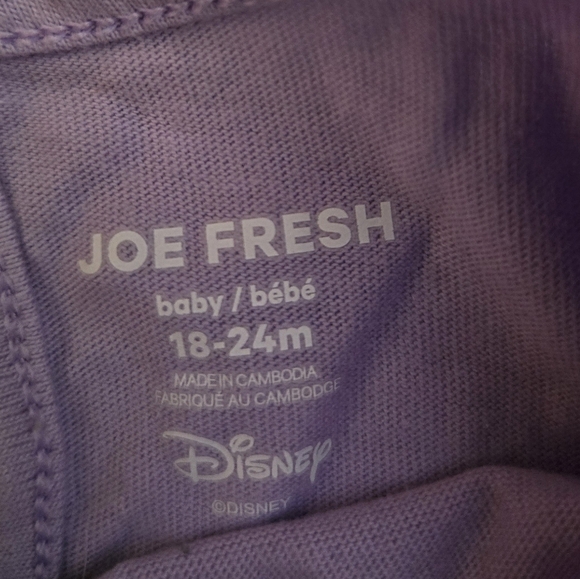 JOE FRESH
baby / bébé
18-24m
MADE IN CAMBODIA
FABRIQUÉ AU CAMBODGE
Disney
©DISNEY